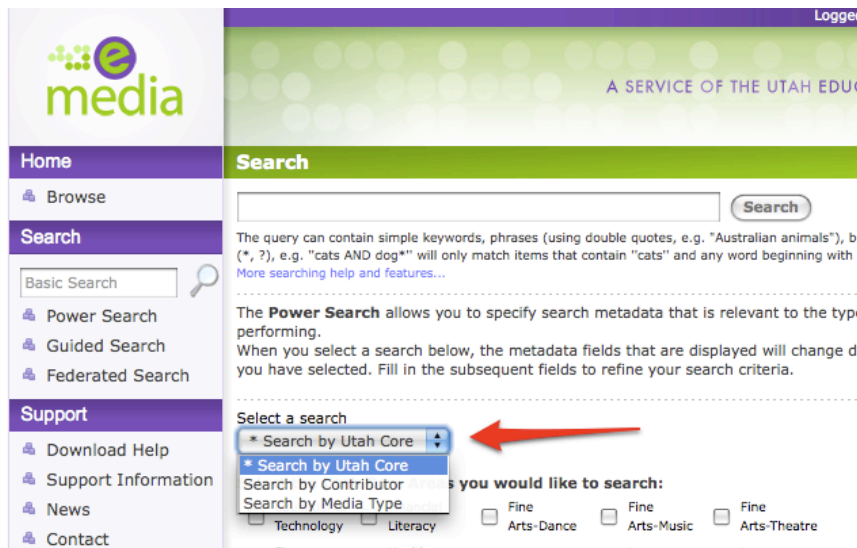 Logged
e
media
A SERVICE OF THE UTAH EDUC
Home
Browse
Search
Basic Search
Power Search
Guided Search
Federated Search
Support
Download Help
Support Information
News
Contact
Search
Search
The query can contain simple keywords, phrases (using double quotes, e.g. "Australian animals"), b
(*, ?), e.g. "cats AND dog*" will only match items that contain "cats" and any word beginning with
More searching help and features...
The Power Search allows you to specify search metadata that is relevant to the type
performing.
When you select a search below, the metadata fields that are displayed will change d
you have selected. Fill in the subsequent fields to refine your search criteria.
Select a search
* Search by Utah Core
* Search by Utah Core
Search by Contributor
Search by Media Type
you would like to search:
Technology
Literacy
Fine
Arts-Dance
Fine
Arts-Music
Fine
Arts-Theatre